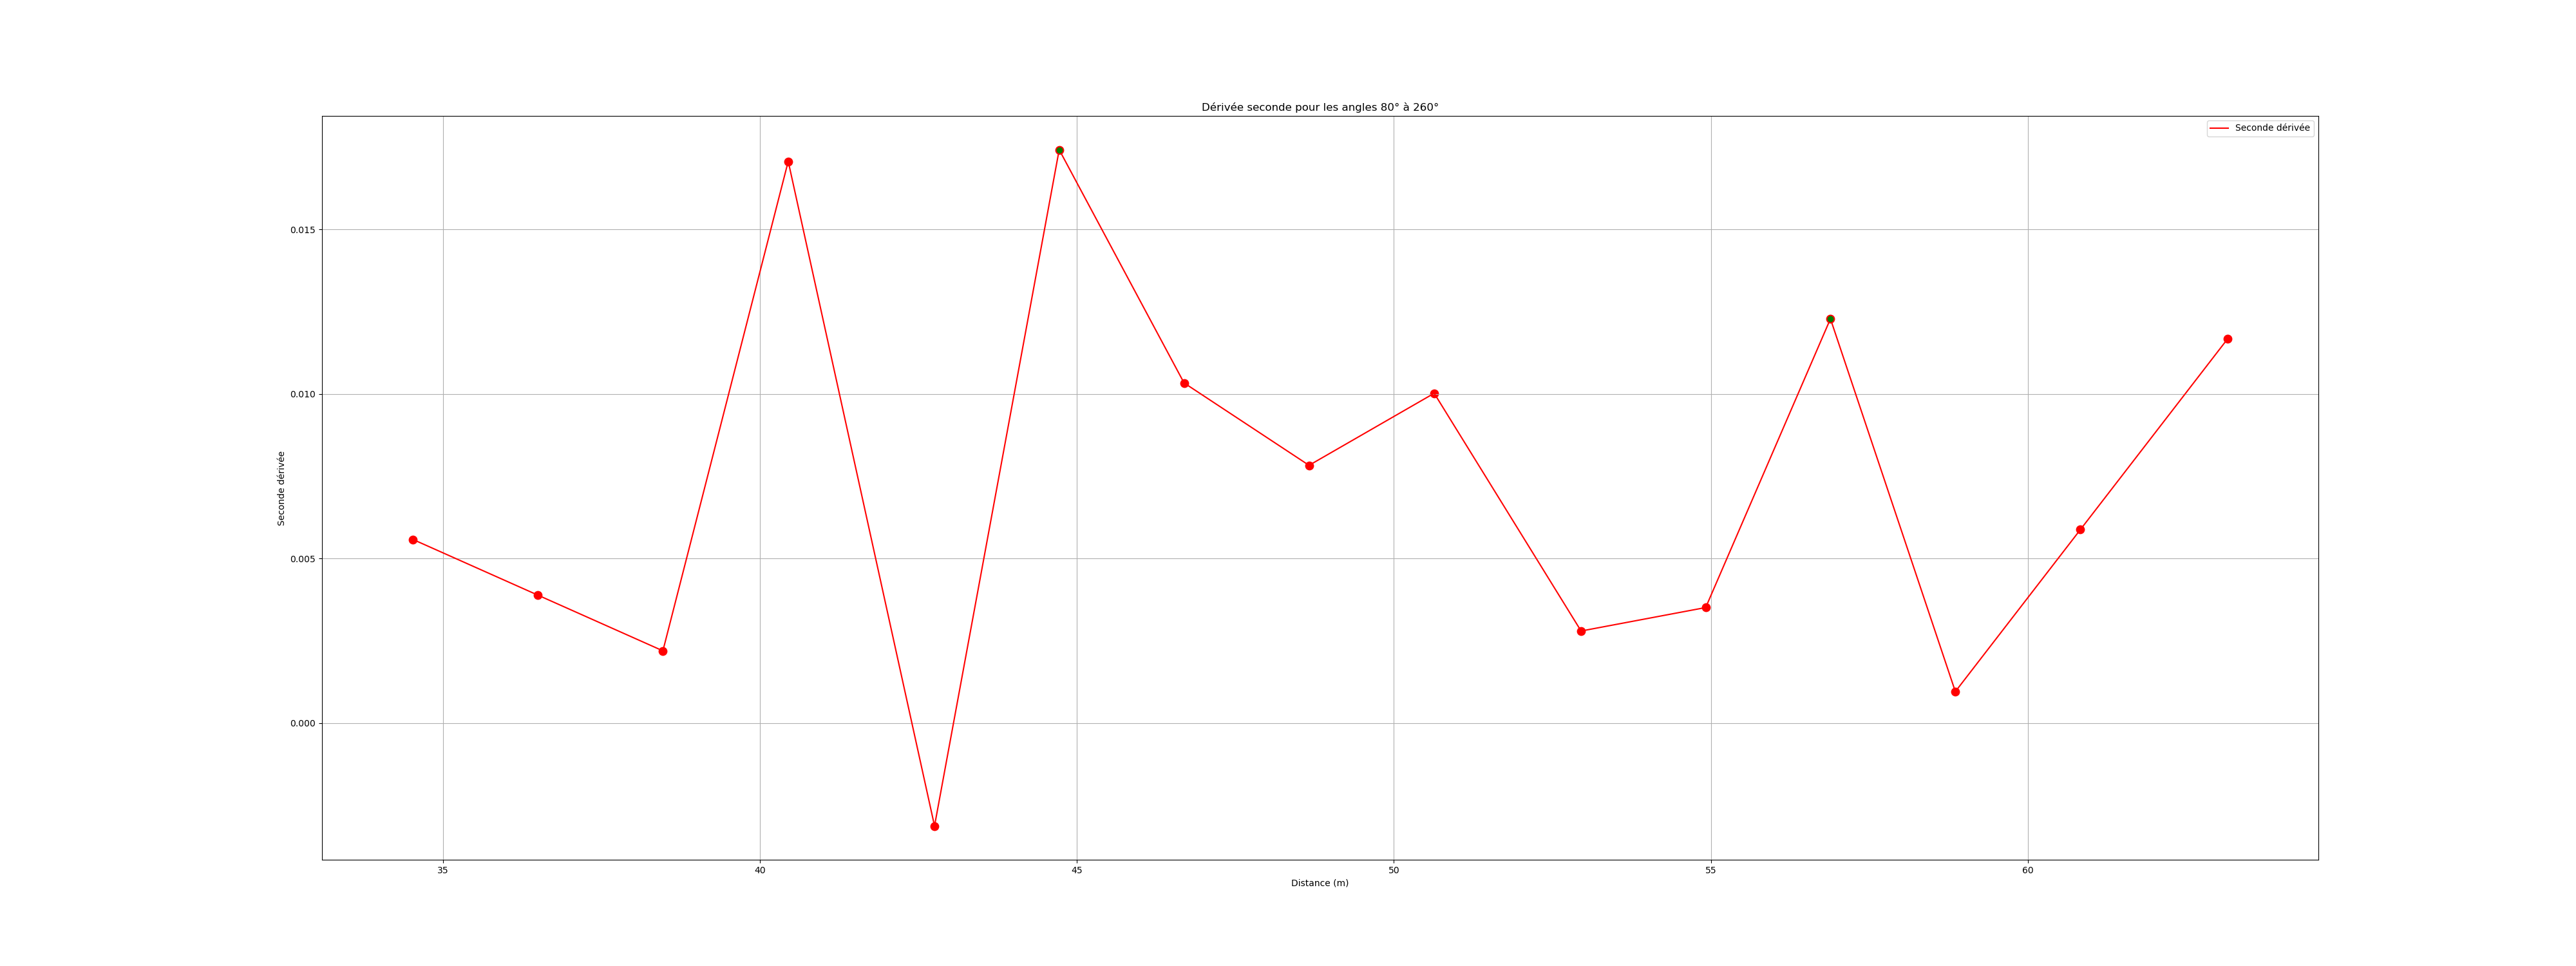 Dérivée seconde pour les angles 80° à 260°
Seconde dérivée
0.015
0.010
0.005
0.000
Seconde dérivée
35 40 45 50 55 60
Distance (m)